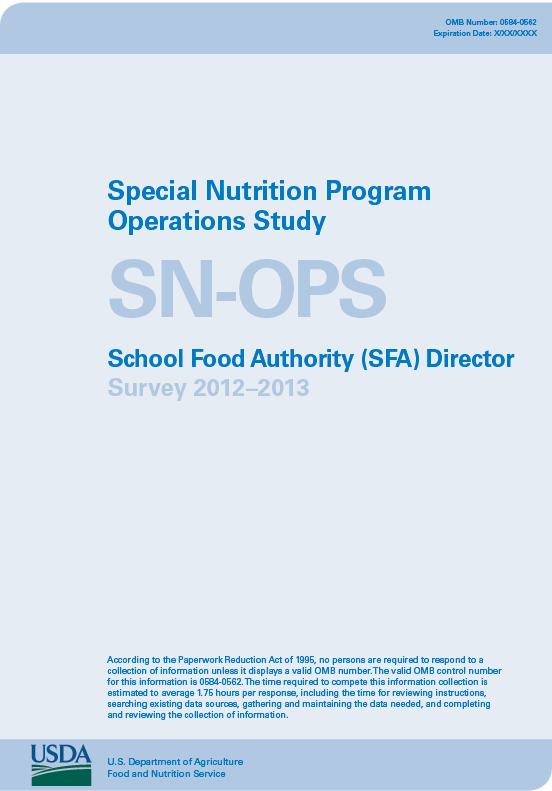 OMB Number: 0584-0562
Expiration Date: X/XX/XXXX
Special Nutrition Program
Operations Study
SN-OPS
School Food Authority (SFA) Director
Survey 2012–2013
According to the Paperwork Reduction Act of 1995, no persons are required to respond to a
collection of information unless it displays a valid OMB number. The valid OMB control number
for this information is 0584-0562. The time required to compete this information collection is
estimated to average 1.75 hours per response, including the time for reviewing instructions,
searching existing data sources, gathering and maintaining the data needed, and completing
and reviewing the collection of information.
USDA
U.S. Department of Agriculture
Food and Nutrition Service